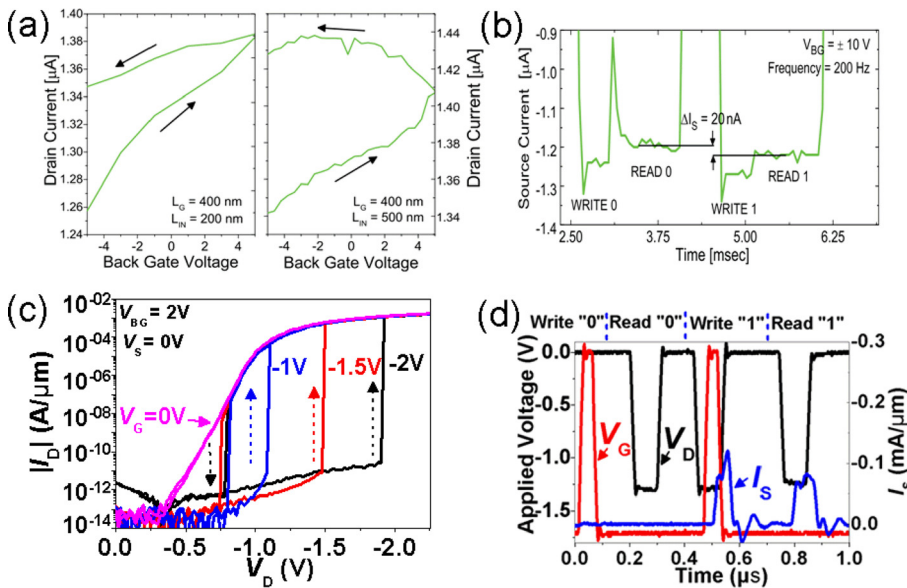 (a)
1.40
1.38
1.36
1.34
1.32
1.30
1.28
1.26
1.24
Drain Current [µA]
-4 -2 0 2 4
Back Gate Voltage
L_G = 400 nm
L_IN = 200 nm
1.44
1.42
1.40
1.38
1.36
1.34
Drain Current [µA]
-4 -2 0 2 4
Back Gate Voltage
L_G = 400 nm
L_IN = 500 nm
(b)
-0.9
-1.0
-1.1
-1.2
-1.3
-1.4
Source Current [µA]
V_BG = ± 10 V
Frequency = 200 Hz
ΔI_S = 20nA
READ 0
READ 1
WRITE 0
WRITE 1
2.50 3.75 5.00 6.25
Time [msec]
(c)
10^-02
10^-04
10^-06
10^-08
10^-10
10^-12
10^-14
|I_D| (A/µm)
V_BG = 2V
V_S = 0V
-1V
-1.5V
-2V
V_G =0V
0.0 -0.5 -1.0 -1.5 -2.0
V_D (V)
(d)
Write "0" Read "0" Write "1" Read "1"
0.0
-0.5
-1.0
-1.5
Applied Voltage (V)
-0.3
-0.2
-0.1
0.0
I_S (mA/µm)
V_G
V_D
I_S
0.0 0.2 0.4 0.6 0.8 1.0
Time (µs)